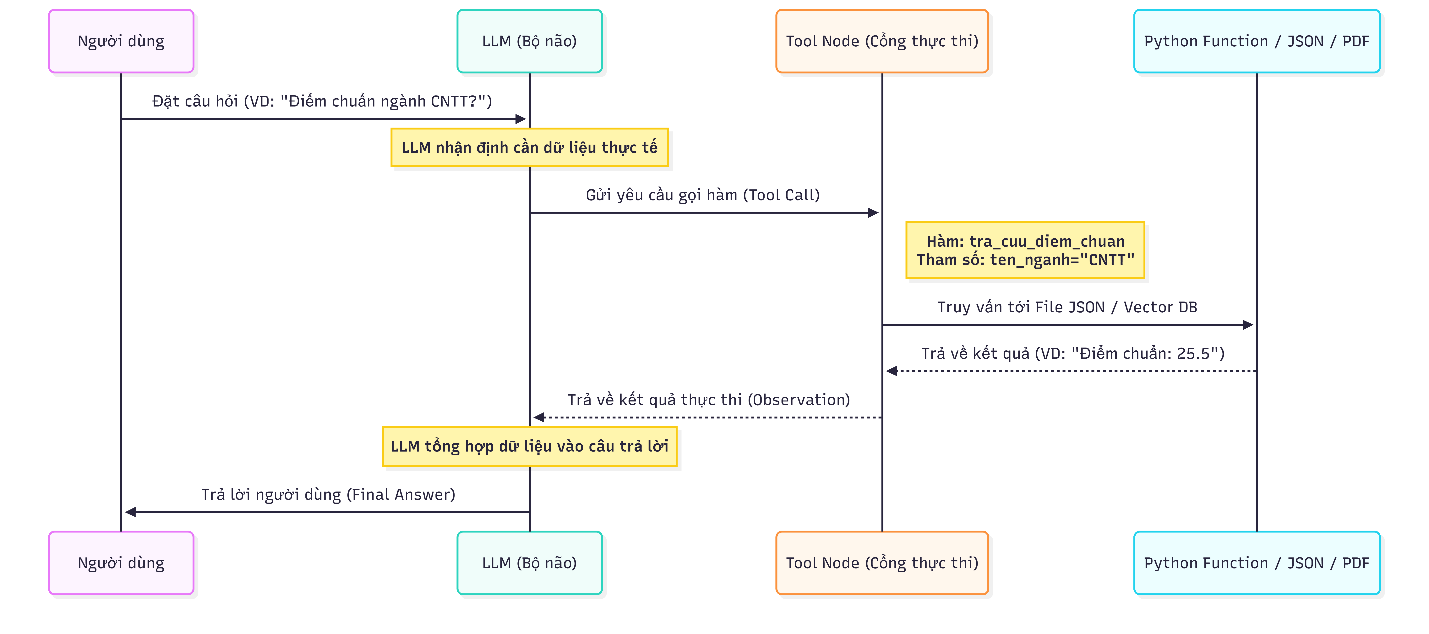 Người dùng
LLM (Bộ não)
Tool Node (Cổng thực thi)
Python Function / JSON / PDF
Đặt câu hỏi (VD: "Điểm chuẩn ngành CNTT?")
LLM nhận định cần dữ liệu thực tế
Gửi yêu cầu gọi hàm (Tool Call)
Hàm: tra_cuu_diem_chuan
Tham số: ten_nganh="CNTT"
Truy vấn tới File JSON / Vector DB
Trả về kết quả (VD: "Điểm chuẩn: 25.5")
Trả về kết quả thực thi (Observation)
LLM tổng hợp dữ liệu vào câu trả lời
Trả lời người dùng (Final Answer)
Người dùng
LLM (Bộ não)
Tool Node (Cổng thực thi)
Python Function / JSON / PDF